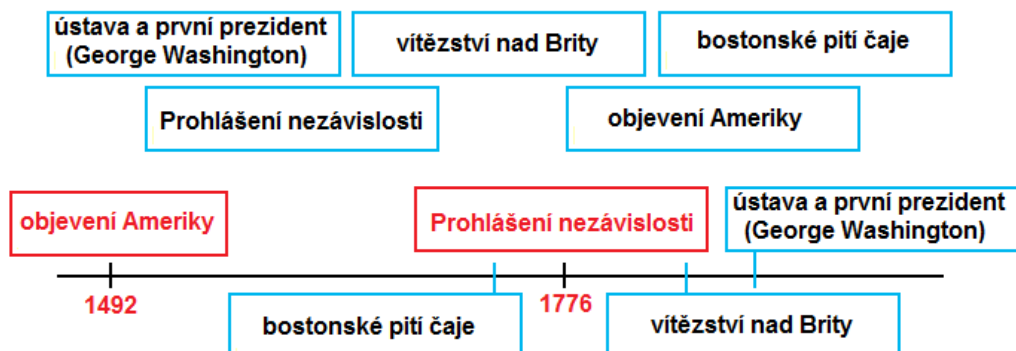 ústava a první prezident
(George Washington)
vítězství nad Brity
bostonské pití čaje
Prohlášení nezávislosti
objevení Ameriky
objevení Ameriky
Prohlášení nezávislosti
ústava a první prezident
(George Washington)
1492
1776
bostonské pití čaje
vítězství nad Brity